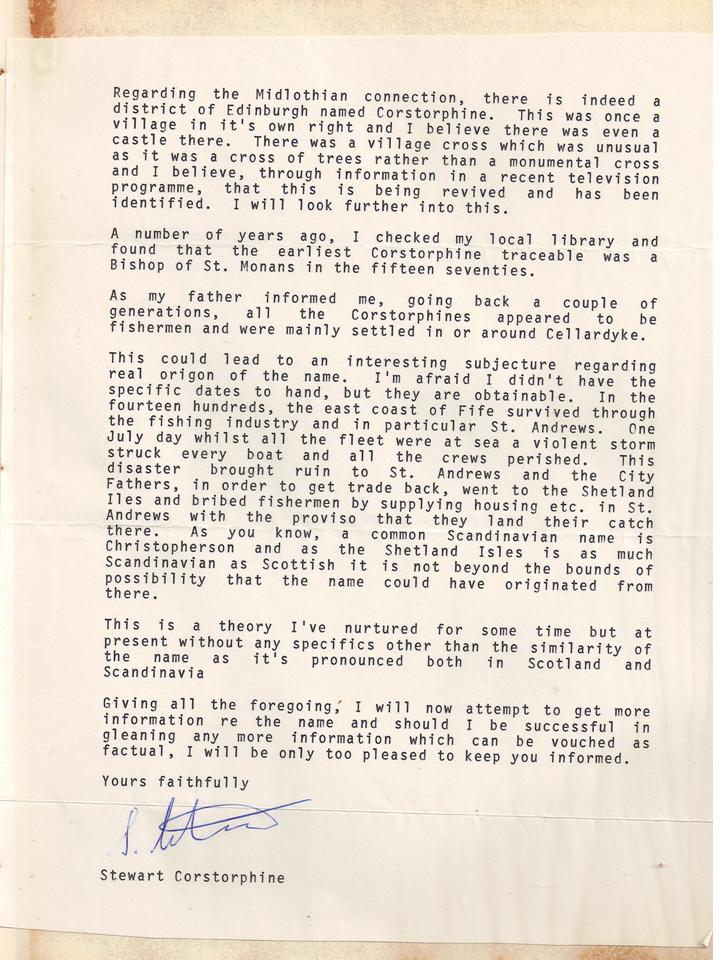 Regarding the Midlothian connection, there is indeed a
district of Edinburgh named Corstorphine. This was once a
village in it's own right and I believe there was even a
castle there. There was a village cross which was unusual
as it was a cross of trees rather than a monumental cross
and I believe, through information in a recent television
programme, that this is being revived and has been
identified. I will look further into this.
A number of years ago, I checked my local library and
found that the earliest Corstorphine traceable was a
Bishop of St. Monans in the fifteen seventies.
As my father informed me, going back a couple of
generations, all the Corstorphines appeared to be
fishermen and were mainly settled in or around Cellardyke.
This could lead to an interesting subjecture regarding
real origon of the name. I'm afraid I didn't have the
specific dates to hand, but they are obtainable. In the
fourteen hundreds, the east coast of Fife survived through
the fishing industry and in particular St. Andrews. One
July day whilst all the fleet were at sea a violent storm
struck every boat and all the crews perished. This
disaster brought ruin to St. Andrews and the City
Fathers, in order to get trade back, went to the Shetland
Iles and bribed fishermen by supplying housing etc. in St.
Andrews with the proviso that they land their catch
there. As you know, a common Scandinavian name is
Christopherson and as the Shetland Isles is as much
Scandinavian as Scottish it is not beyond the bounds of
possibility that the name could have originated from
there.
This is a theory I've nurtured for some time but at
present without any specifics other than the similarity of
the name as it's pronounced both in Scotland and
Scandinavia
Giving all the foregoing, I will now attempt to get more
information re the name and should I be successful in
gleaning any more information which can be vouched as
factual, I will be only too pleased to keep you informed.
Yours faithfully
S.
Stewart Corstorphine